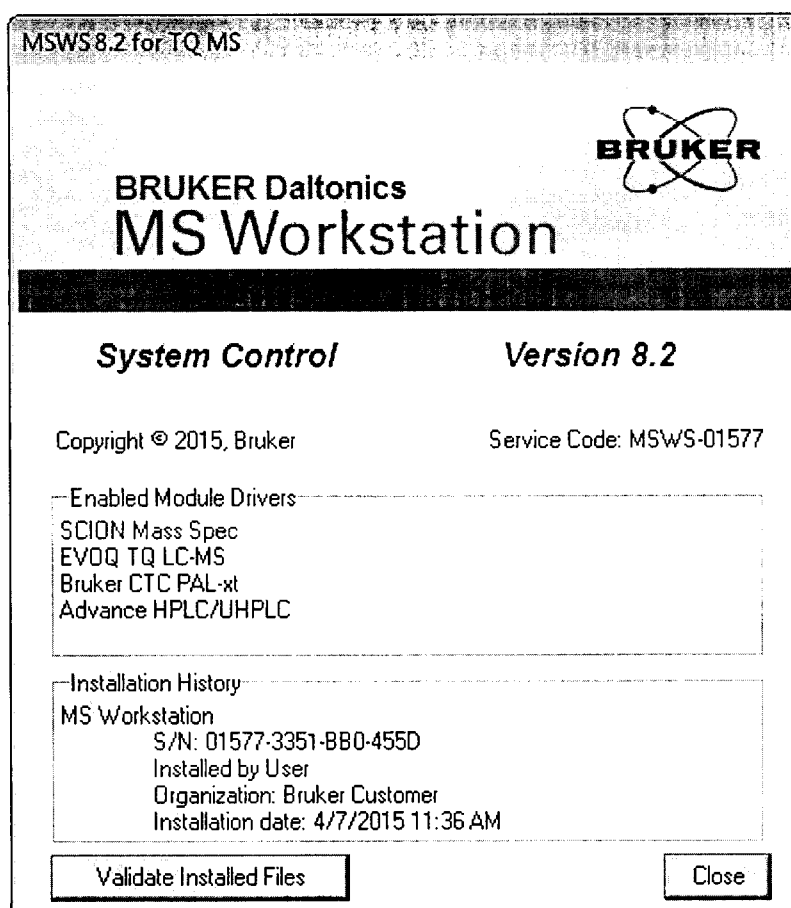 MSWS 8.2 for TQ MS
BRUKER
BRUKER Daltonics
MS Workstation
System Control Version 8.2
Copyright © 2015, Bruker Service Code: MSWS-01577
Enabled Module Drivers
SCION Mass Spec
EVOQ TQ LC-MS
Bruker CTC PAL-xt
Advance HPLC/UHPLC
Installation History
MS Workstation
S/N: 01577-3351-BB0-455D
Installed by User
Organization: Bruker Customer
Installation date: 4/7/2015 11:36 AM
Validate Installed Files Close